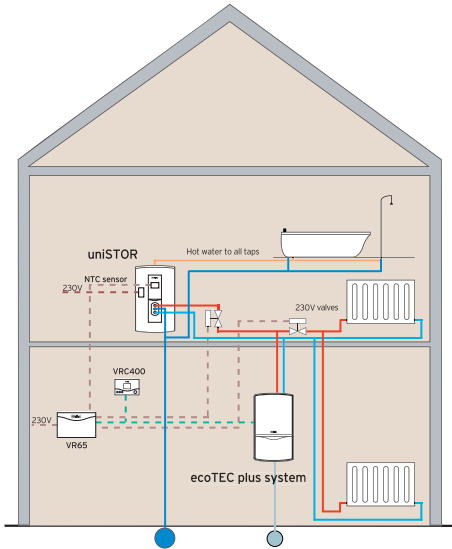 uniSTOR
Hot water to all taps
NTC sensor
230V
230V valves
VRC400
230V
VR65
ecoTEC plus system